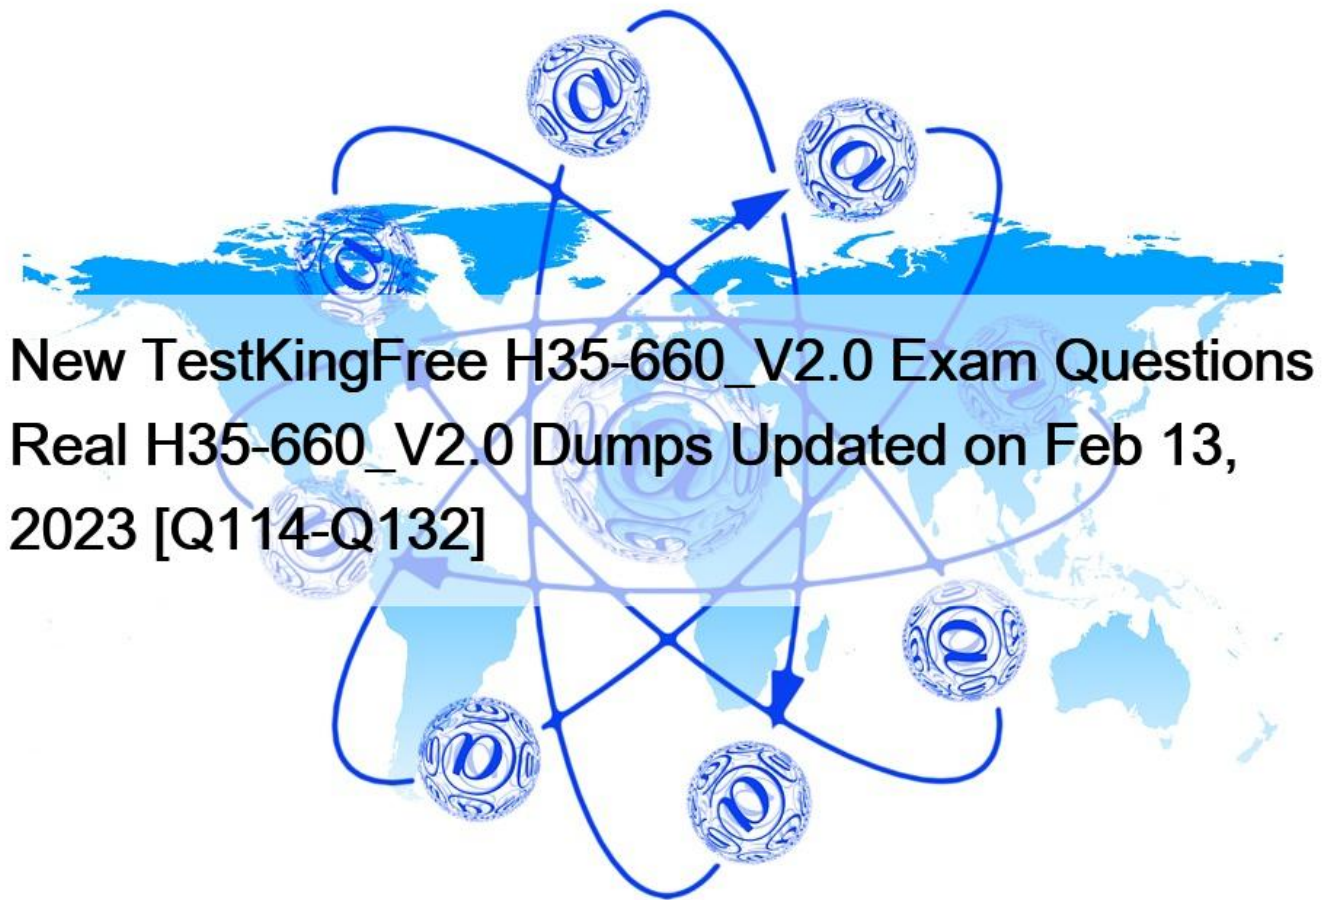 New TestKingFree H35-660_V2.0 Exam Questions
Real H35-660_V2.0 Dumps Updated on Feb 13,
2023 [Q114-Q132]